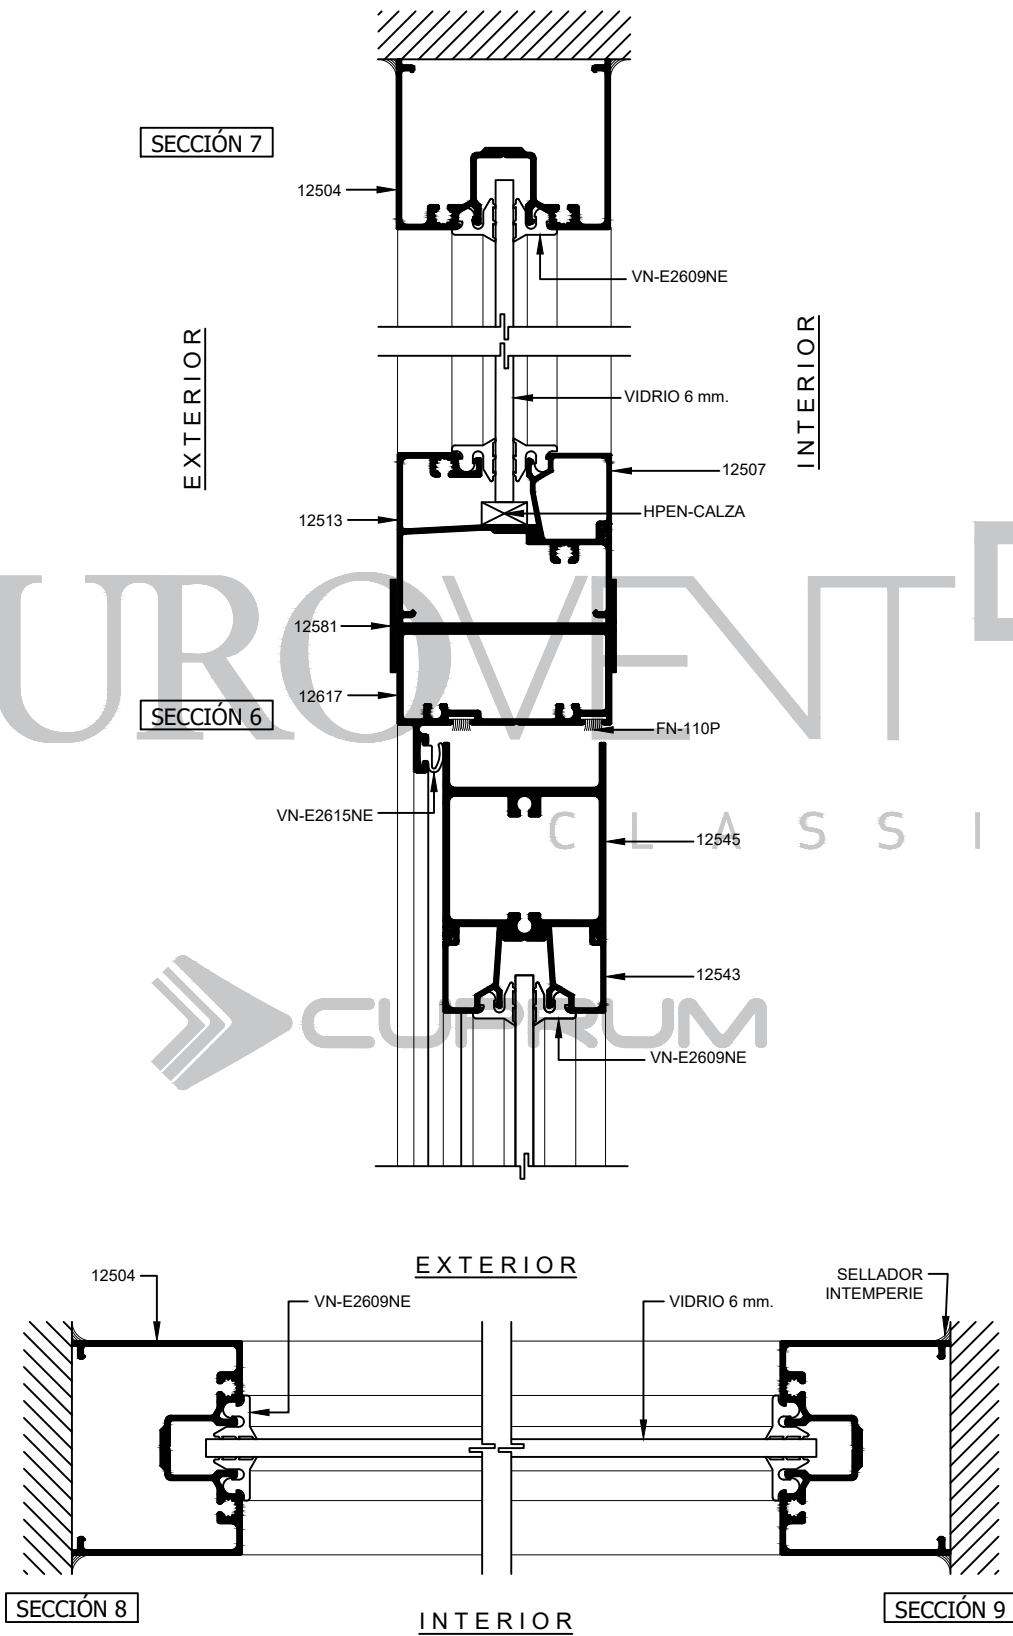 SECCIÓN 7
12504
VN-E2609NE
EXTERIOR
INTERIOR
VIDRIO 6 mm.
12507
12513
HPEN-CALZA
UROVENT
12581
12617
SECCIÓN 6
FN-110P
VN-E2615NE
CLASSI
12545
12543
CUPRUM
VN-E2609NE
EXTERIOR
12504
VN-E2609NE
VIDRIO 6 mm.
SELLADOR
INTEMPERIE
SECCIÓN 8
INTERIOR
SECCIÓN 9